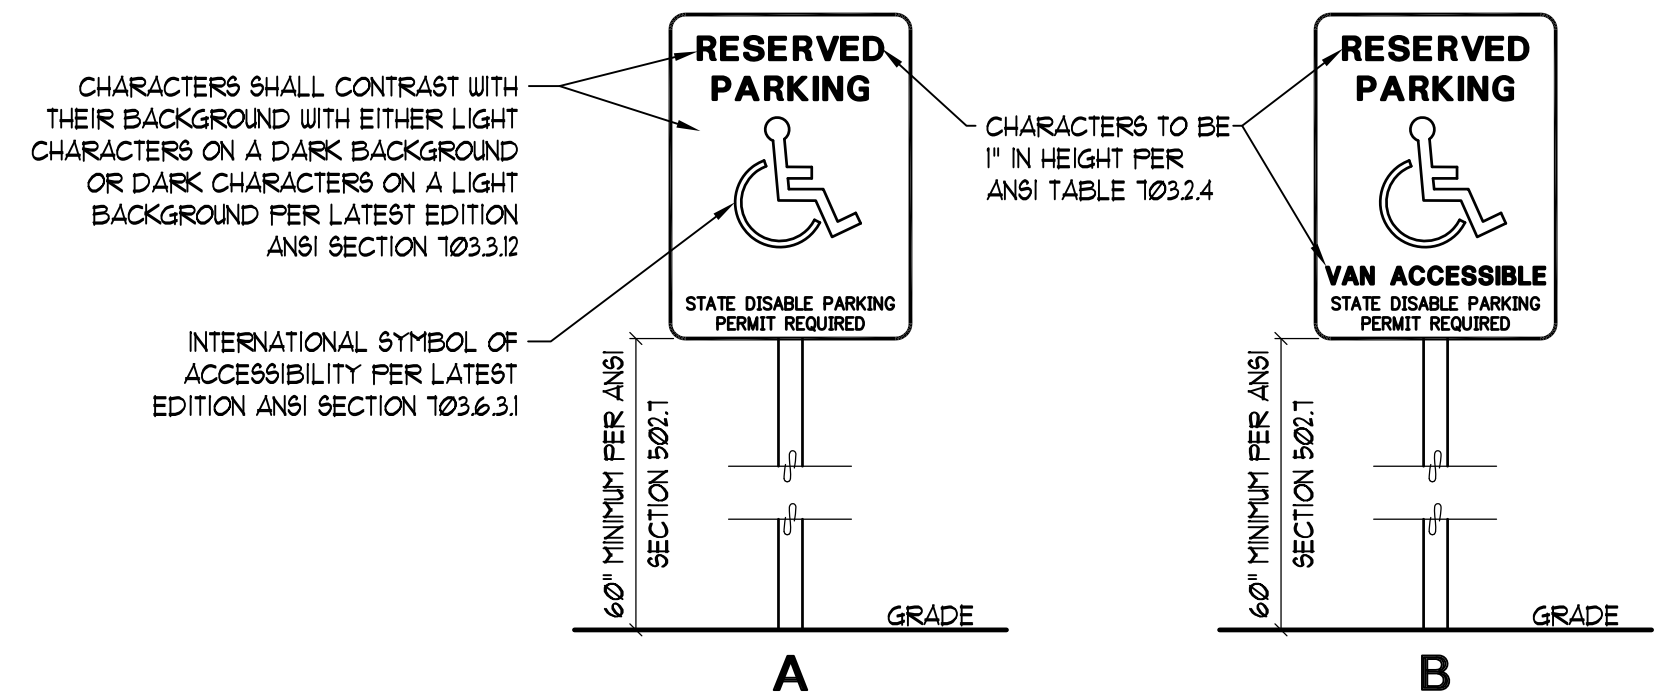 CHARACTERS SHALL CONTRAST WITH
THEIR BACKGROUND WITH EITHER LIGHT
CHARACTERS ON A DARK BACKGROUND
OR DARK CHARACTERS ON A LIGHT
BACKGROUND PER LATEST EDITION
ANSI SECTION 703.3.12
INTERNATIONAL SYMBOL OF
ACCESSIBILITY PER LATEST
EDITION ANSI SECTION 703.6.3.1
RESERVED
PARKING
STATE DISABLE PARKING
PERMIT REQUIRED
60" MINIMUM PER ANSI
SECTION 502.7
GRADE
A
CHARACTERS TO BE
1" IN HEIGHT PER
ANSI TABLE 703.2.4
RESERVED
PARKING
VAN ACCESSIBLE
STATE DISABLE PARKING
PERMIT REQUIRED
60" MINIMUM PER ANSI
SECTION 502.7
GRADE
B